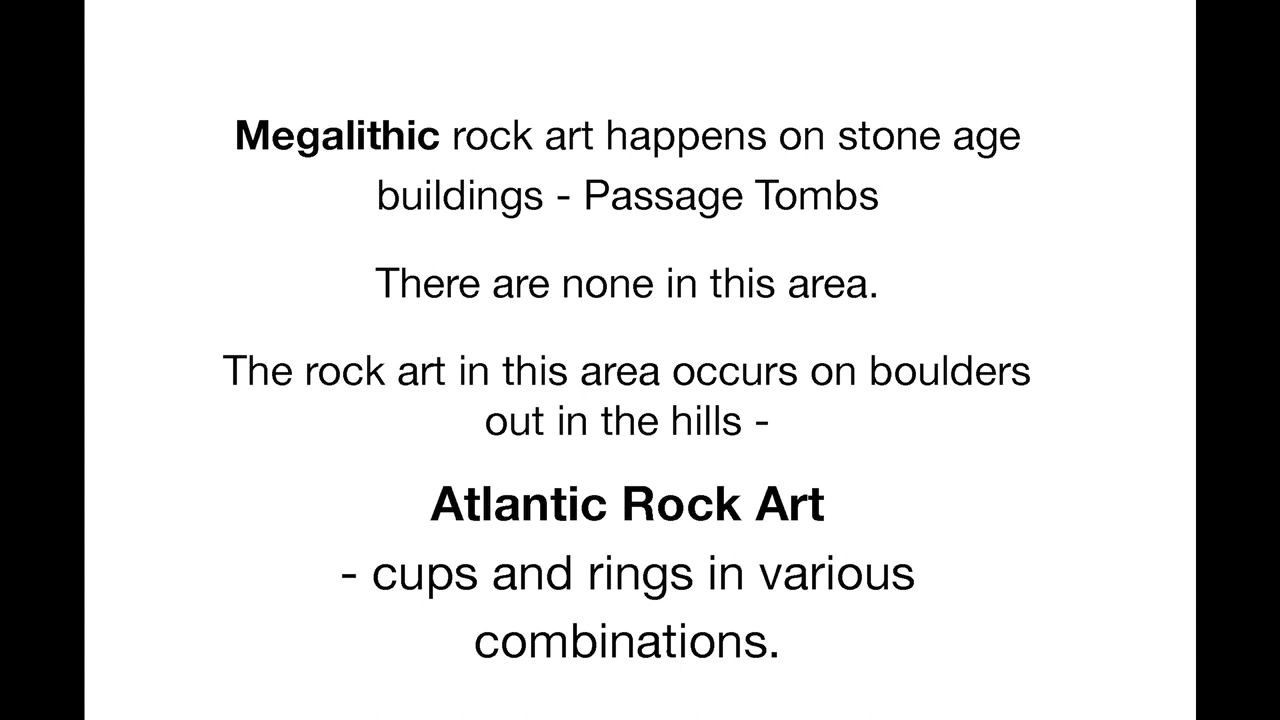 Megalithic rock art happens on stone age
buildings - Passage Tombs
There are none in this area.
The rock art in this area occurs on boulders
out in the hills -
Atlantic Rock Art
- cups and rings in various
combinations.